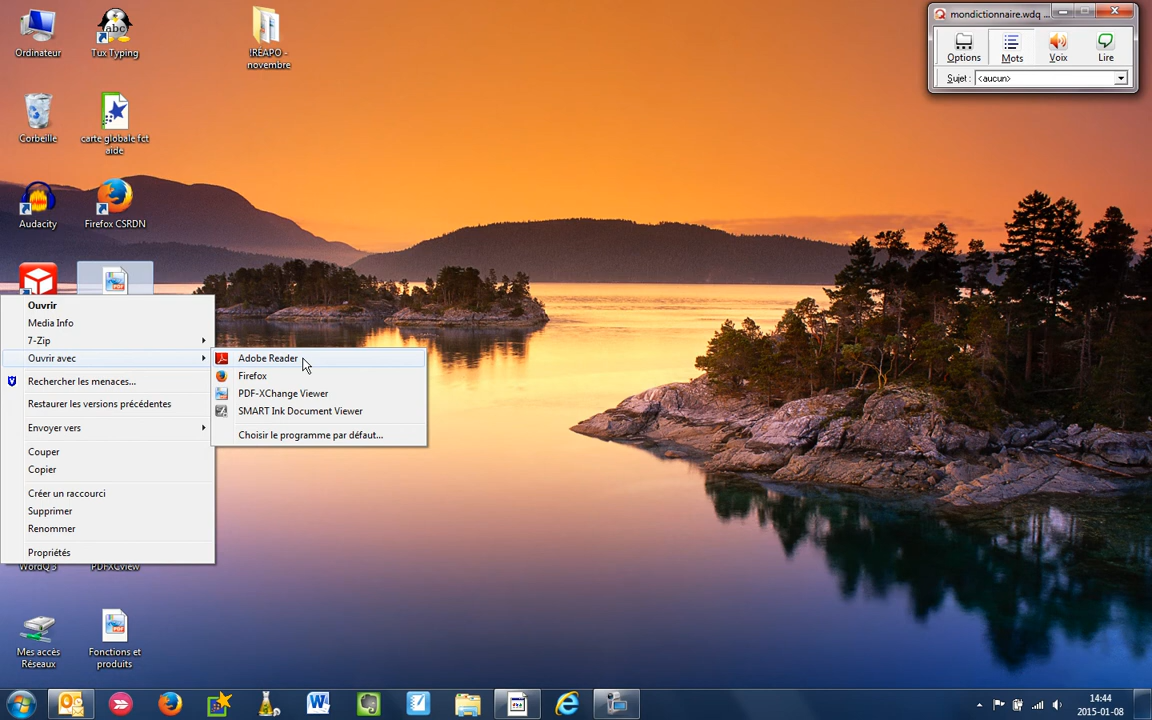 Ordinateur
Tux Typing
!REAPO -
novembre
Corbeille
carte globale fct
aide
Audacity
Firefox CSRDN
Ouvrir
Media Info
7-Zip
Ouvrir avec
Rechercher les menaces...
Restaurer les versions précédentes
Envoyer vers
Couper
Copier
Créer un raccourci
Supprimer
Renommer
Propriétés
Adobe Reader
Firefox
PDF-XChange Viewer
SMART Ink Document Viewer
Choisir le programme par défaut...
WordQ3
PDFXCview
Mes accès
Réseaux
Fonctions et
produits
mondictionnaire.wdq ...
Options
Mots
Voix
Lire
Sujet :
<aucun>
14:44
2015-01-08